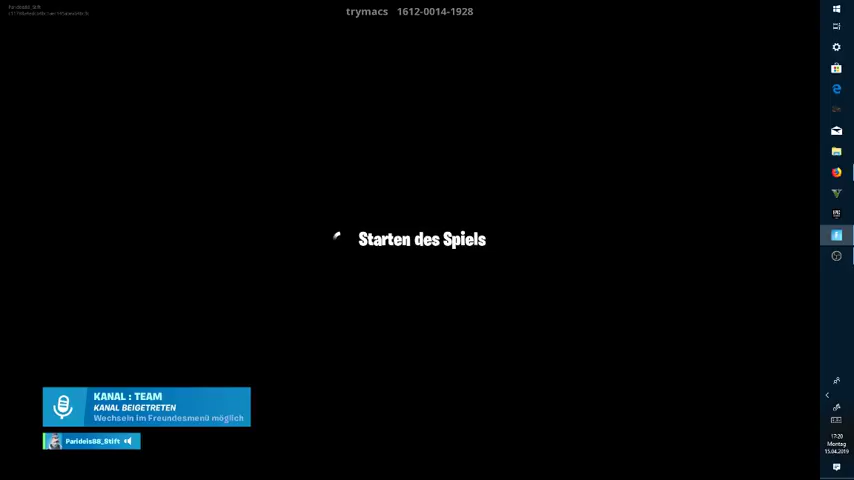 trymacs 1612-0014-1928
Starten des Spiels
KANAL : TEAM
KANAL BEIGETRETEN
Wechseln im Freundesmenü möglich
Parideis88_Stift
17:20
Montag
15.04.2019